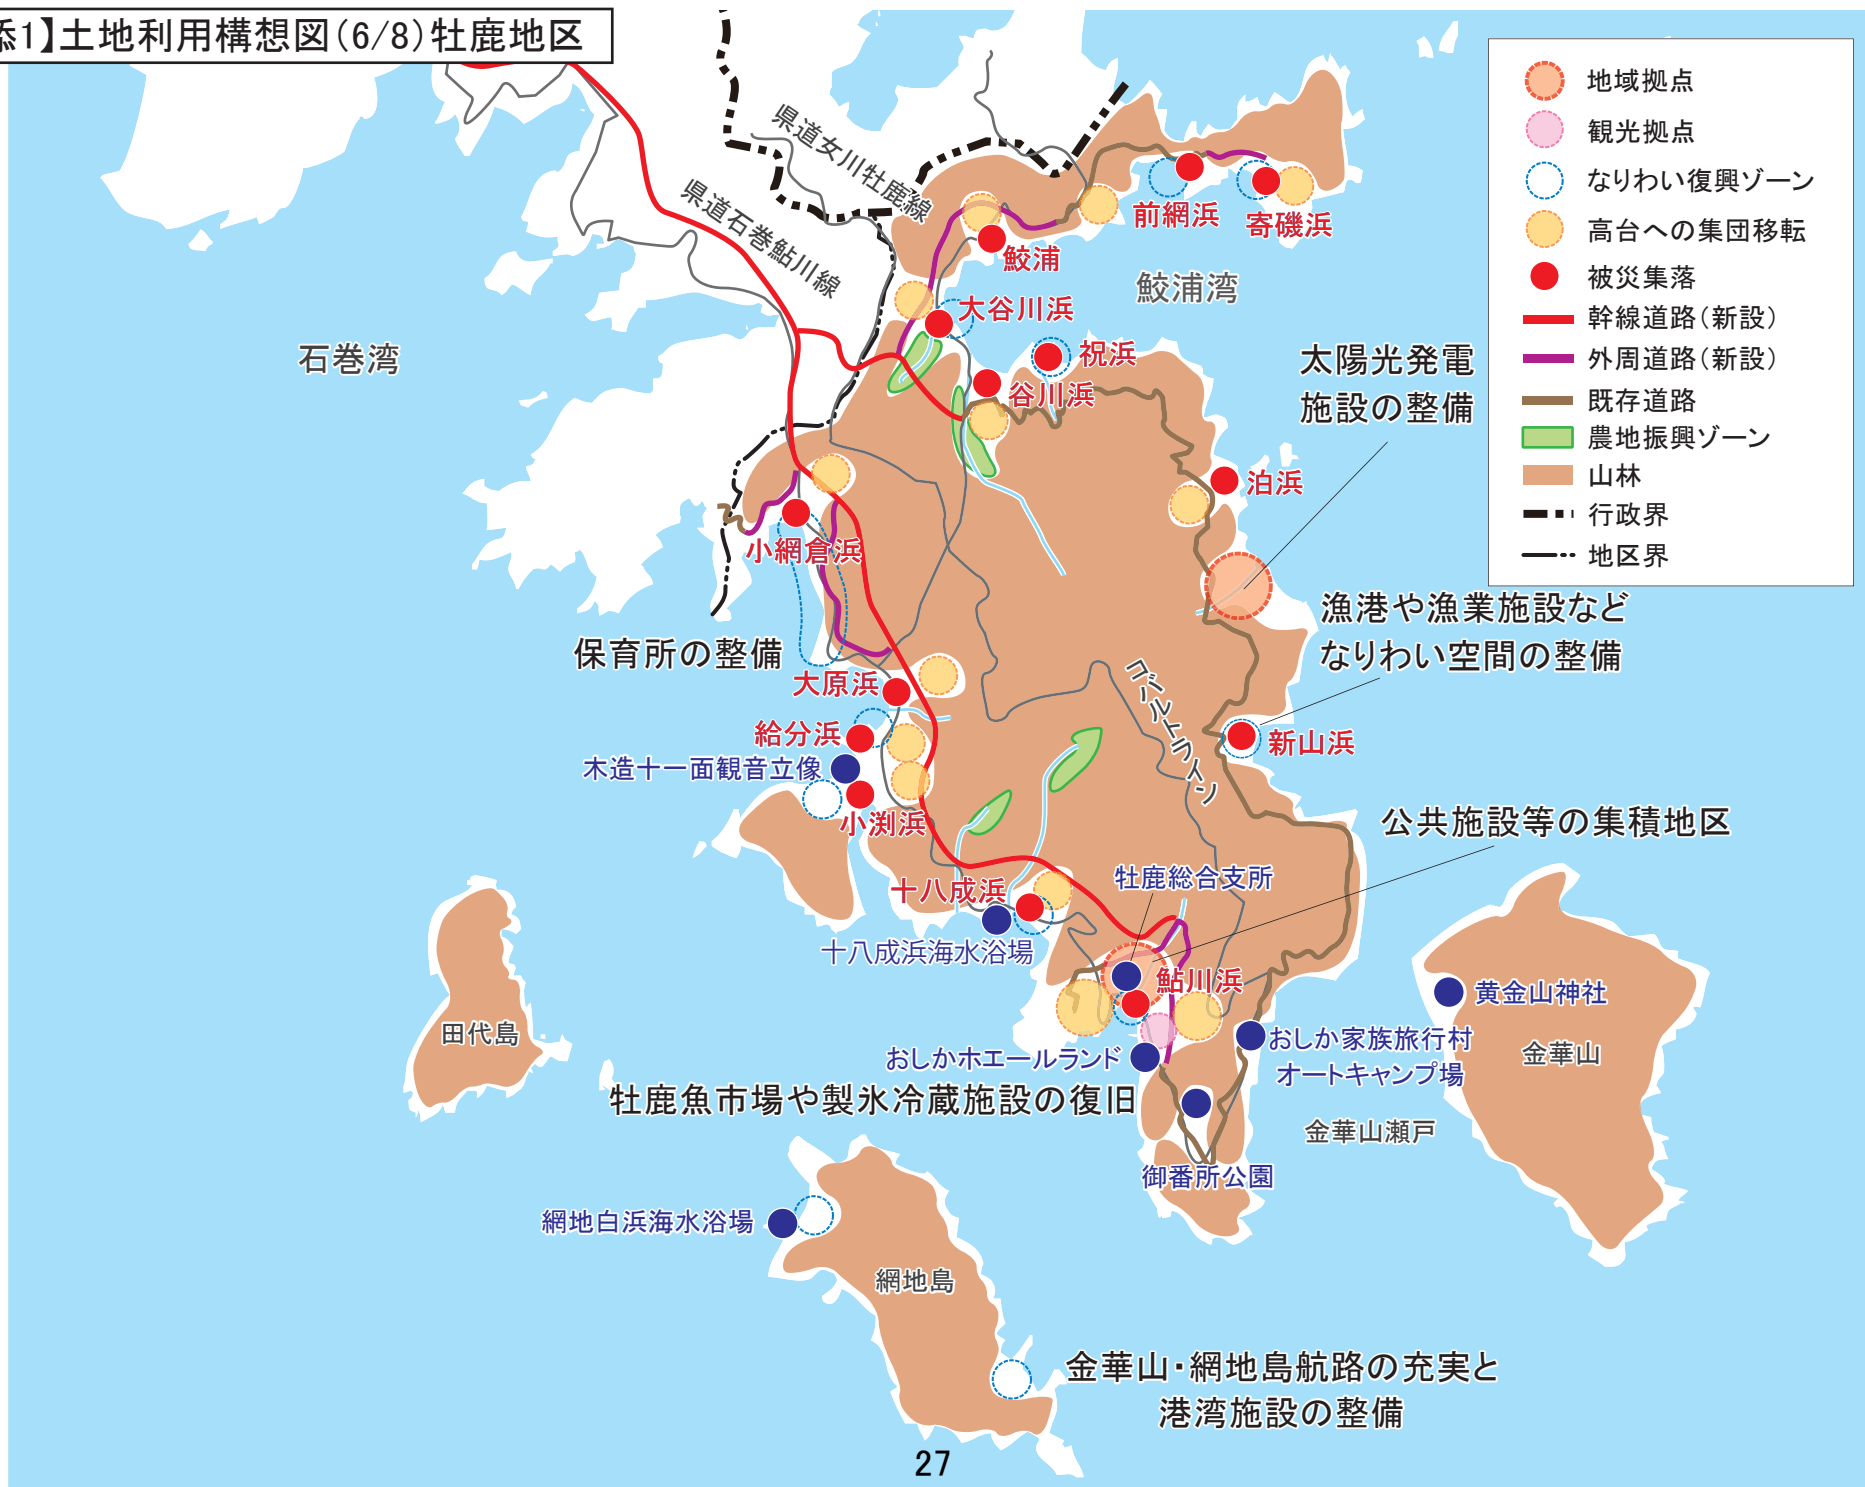 添1】土地利用構想図(6/8)牡鹿地区
地域拠点
観光拠点
なりわい復興ゾーン
高台への集団移転
被災集落
幹線道路(新設)
外周道路(新設)
既存道路
農地振興ゾーン
山林
行政界
地区界
県道女川牡鹿線
県道石巻鮎川線
前網浜
寄磯浜
鮫浦
鮫浦湾
大谷川浜
石巻湾
祝浜
谷川浜
太陽光発電
施設の整備
泊浜
小網倉浜
漁港や漁業施設など
なりわい空間の整備
保育所の整備
大原浜
コバルトライン
給分浜
新山浜
木造十一面観音立像
小渕浜
公共施設等の集積地区
牡鹿総合支所
十八成浜
十八成浜海水浴場
鮎川浜
黄金山神社
田代島
おしかホエールランド
おしか家族旅行村
オートキャンプ場
金華山
牡鹿魚市場や製氷冷蔵施設の復旧
金華山瀬戸
御番所公園
網地白浜海水浴場
網地島
金華山・網地島航路の充実と
港湾施設の整備
27